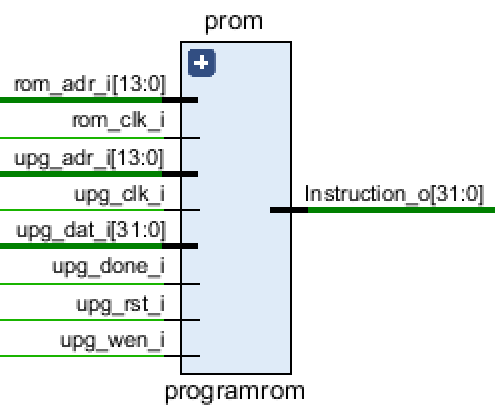 prom
rom_adr_i[13:0]
rom_clk_i
upg_adr_i[13:0]
upg_clk_i
Instruction_o[31:0]
upg_dat_i[31:0]
upg_done_i
upg_rst_i
upg_wen_i
programrom